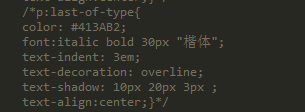 /*p:last-of-type{
color: #413AB2;
font:italic bold 30px "楷体";
text-indent: 3em;
text-decoration: overline;
text-shadow: 10px 20px 3px ;
text-align:center;}*/